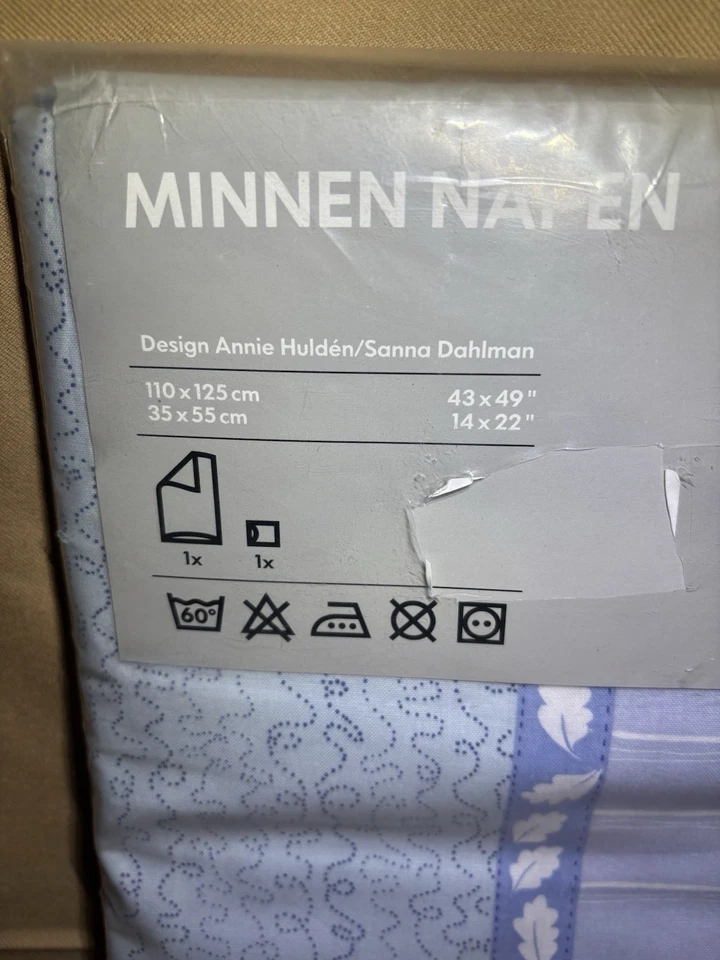 MINNEN
Design Annie Huldén/Sanna Dahlman
110 x 125 cm
43 x 49"
35 x 55 cm
14 x 22"
1x
1x
60°